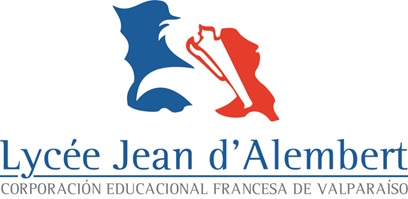 Lycée Jean d'Alembert
CORPORACIÓN EDUCACIONAL FRANCESA DE VALPARAÍSO